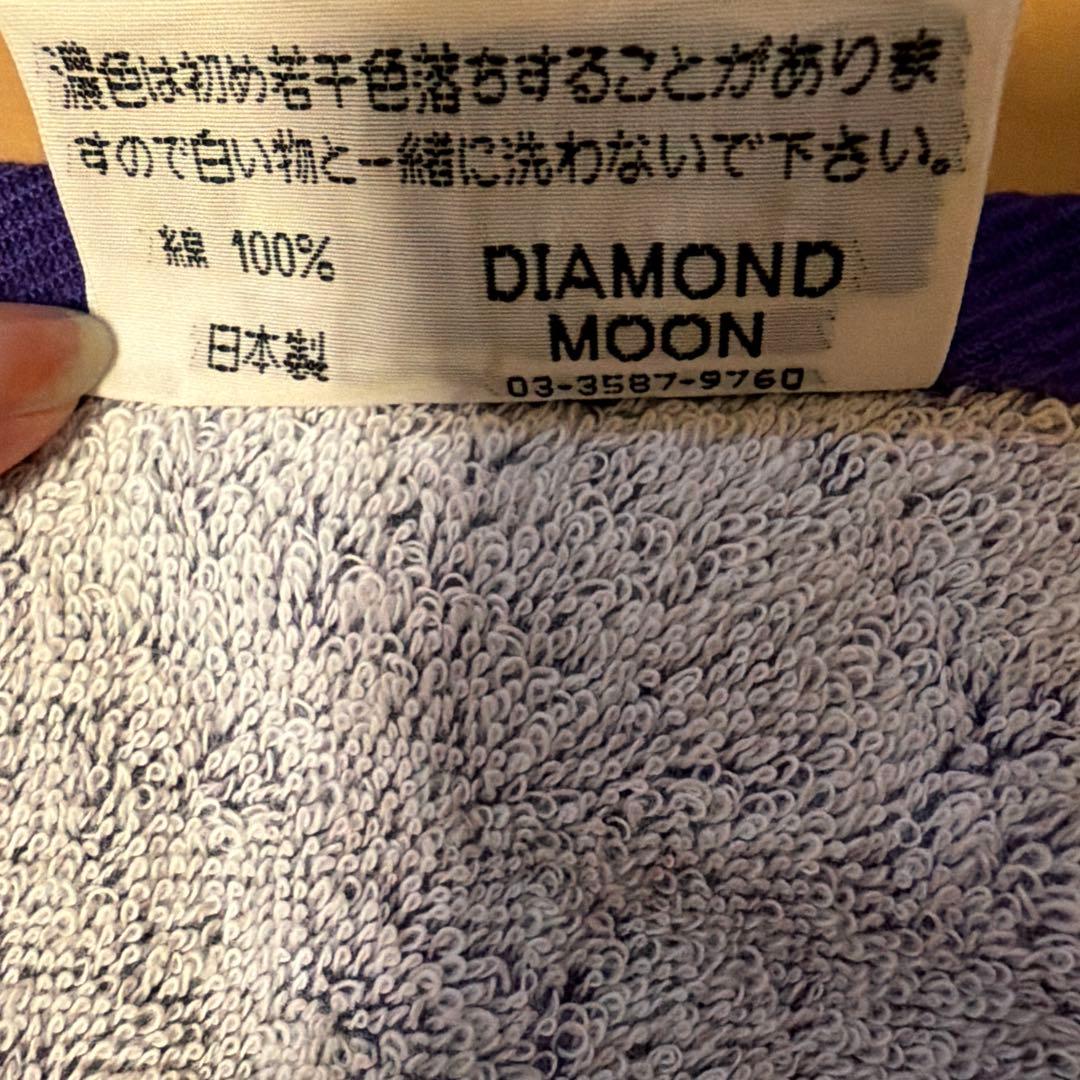 濃色は初め若干色落ちすることがありま
すので白い物と一緒に洗わないで下さい。
綿 100%
日本製
DIAMOND
MOON
03-3587-9760